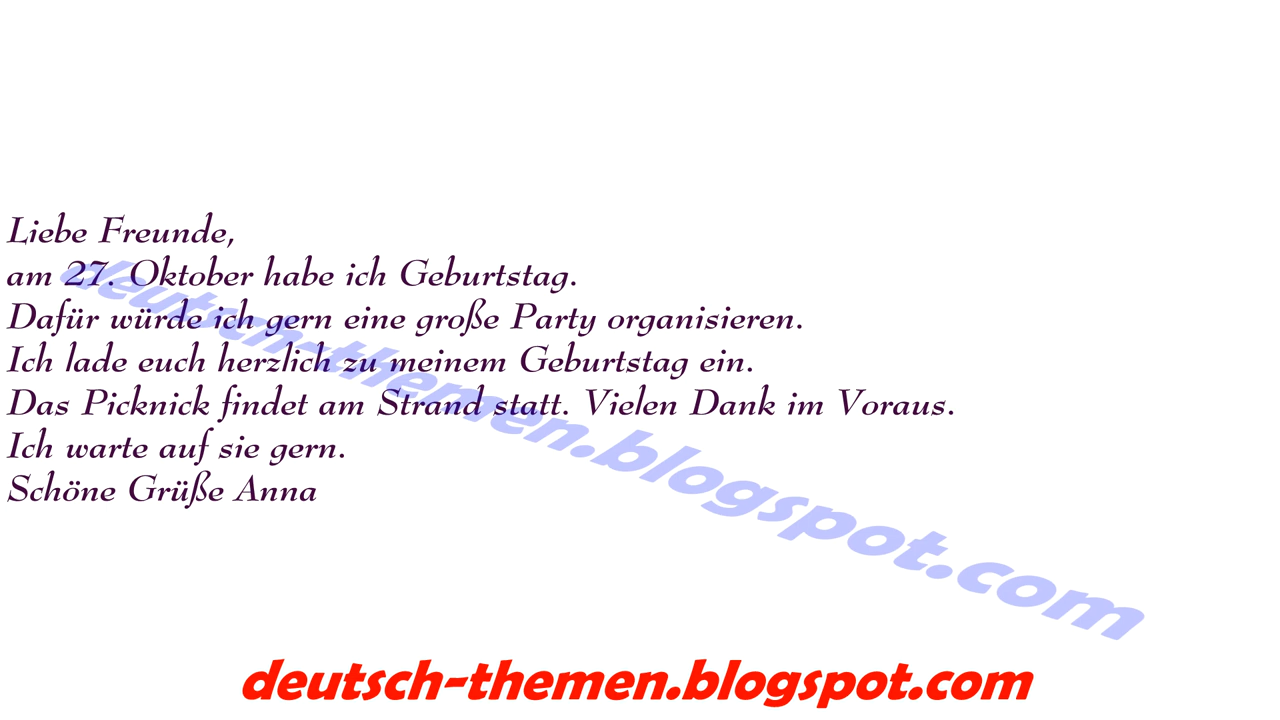 Liebe Freunde,
am 27. Oktober habe ich Geburtstag.
Dafür würde ich gern eine große Party organisieren.
Ich lade euch herzlich zu meinem Geburtstag ein.
Das Picknick findet am Strand statt. Vielen Dank im Voraus.
Ich warte auf sie gern.
Schöne Grüße Anna
deutsch-themen.blogspot.com
deutsch-themen.blogspot.com